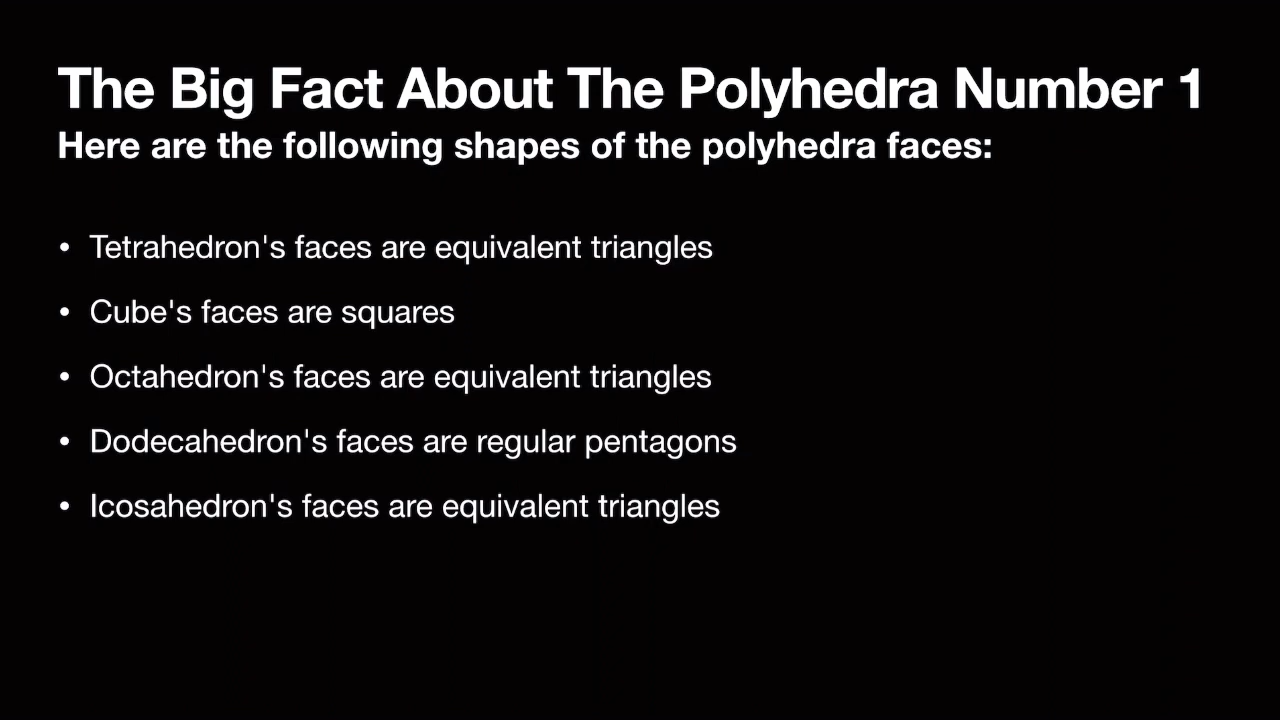 The Big Fact About The Polyhedra Number 1
Here are the following shapes of the polyhedra faces:
• Tetrahedron's faces are equivalent triangles
• Cube's faces are squares
• Octahedron's faces are equivalent triangles
• Dodecahedron's faces are regular pentagons
• Icosahedron's faces are equivalent triangles